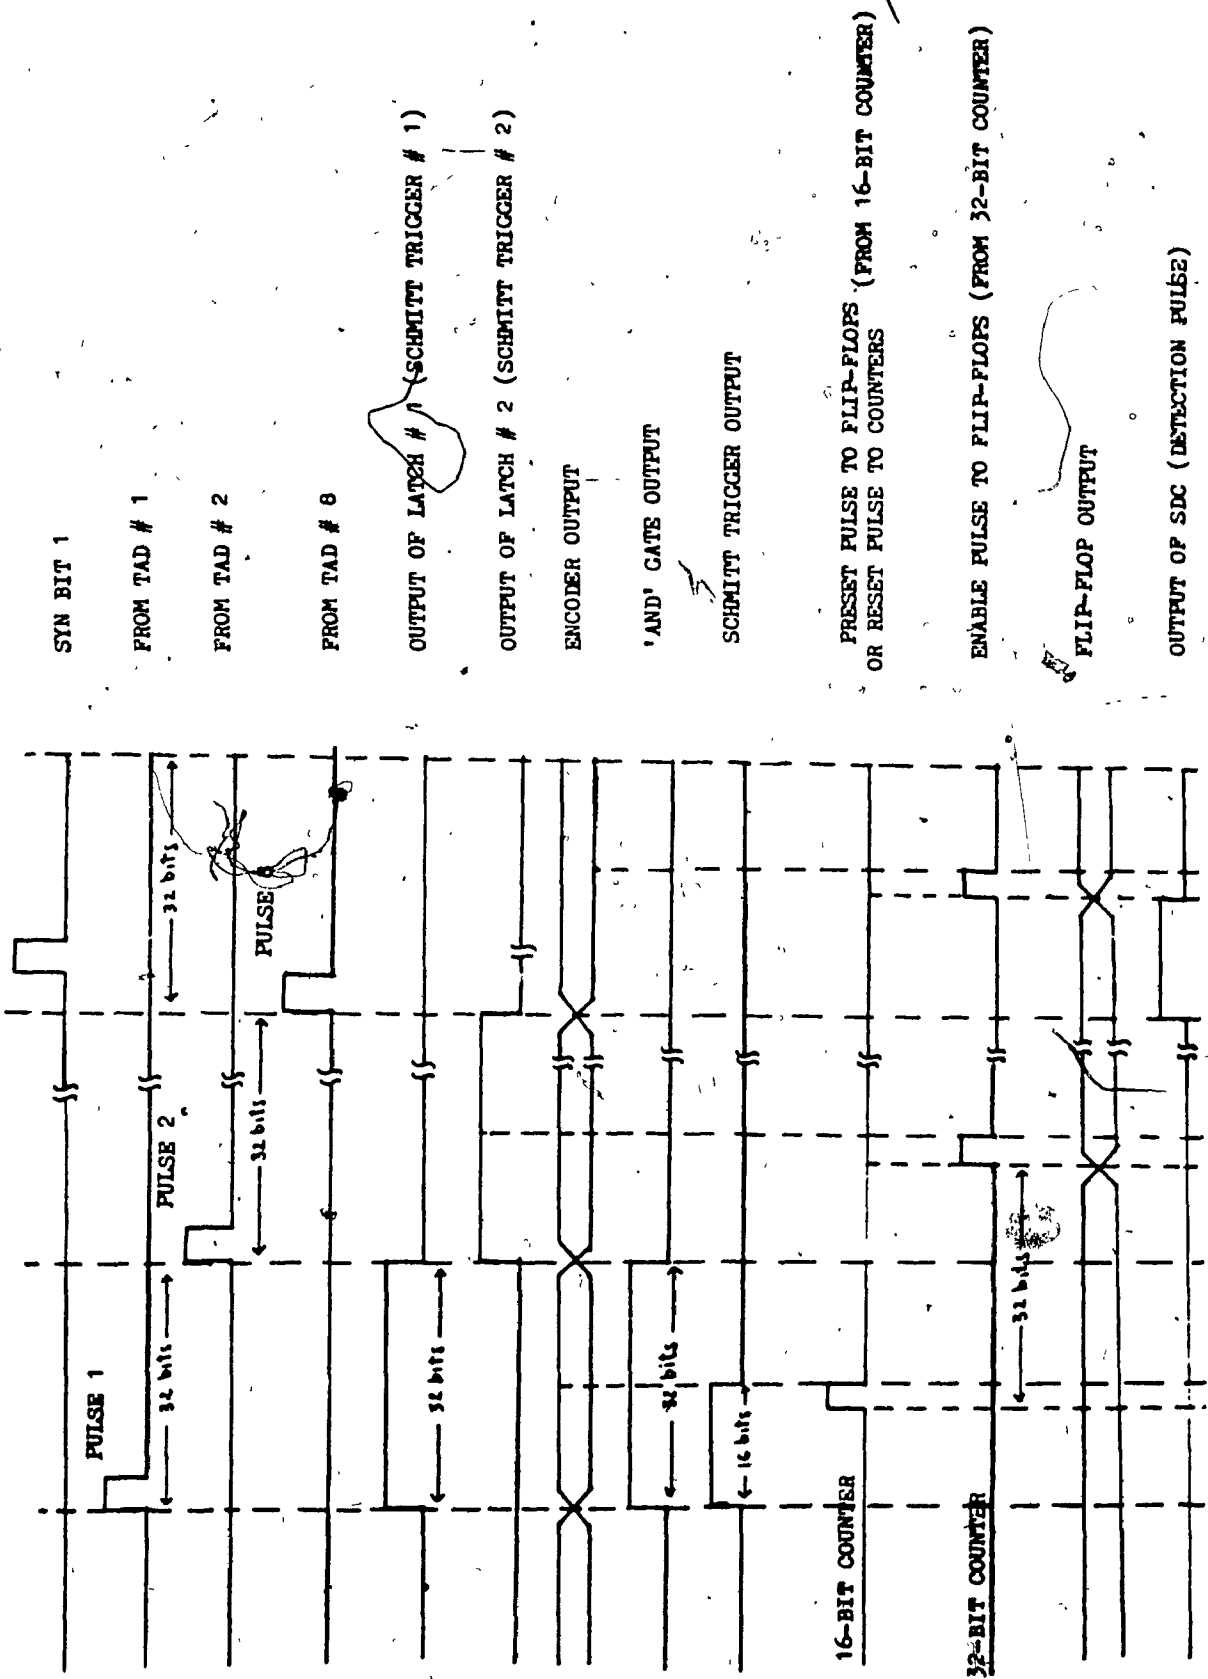 SYN BIT 1
FROM TAD # 1
FROM TAD # 2
FROM TAD # 8
OUTPUT OF LATCH # 1 (SCHMITT TRIGGER # 1)
OUTPUT OF LATCH # 2 (SCHMITT TRIGGER # 2)
ENCODER OUTPUT
'AND' GATE OUTPUT
SCHMITT TRIGGER OUTPUT
PRESET PULSE TO FLIP-FLOPS (FROM 16-BIT COUNTER)
OR RESET PULSE TO COUNTERS
ENABLE PULSE TO FLIP-FLOPS (FROM 32-BIT COUNTER)
FLIP-FLOP OUTPUT
OUTPUT OF SDC (DETECTION PULSE)
PULSE 1
32 bits
32 bits
PULSE 2
32 bits
PULSE
32 bits
32 bits
32 bits
16 bits
16-BIT COUNTER
32 bits
32-BIT COUNTER